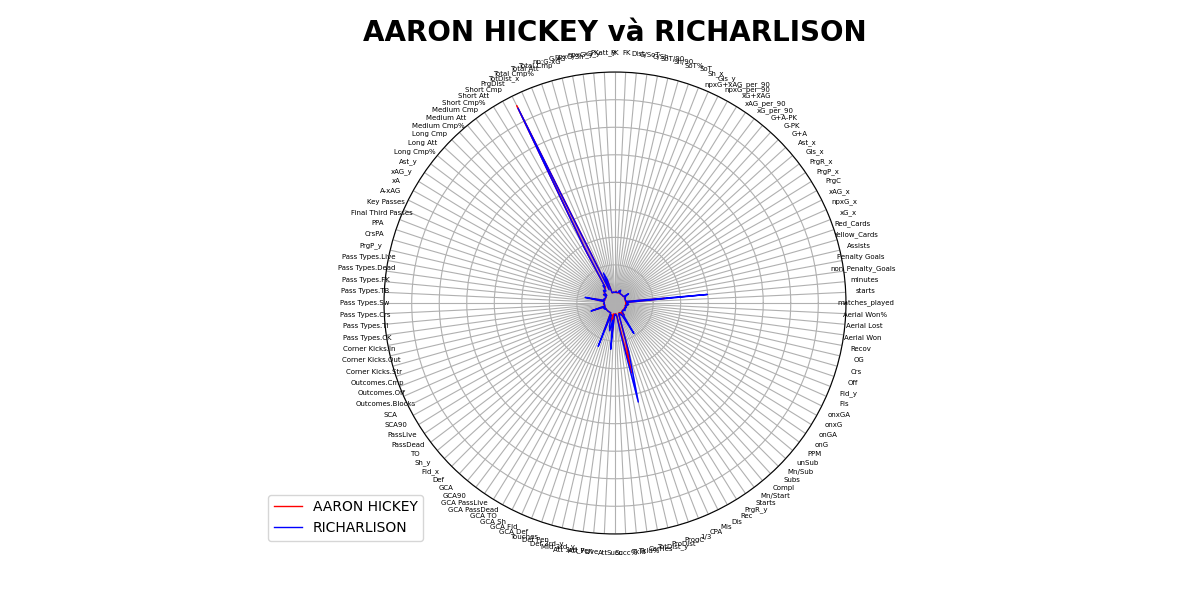 AARON HICKEY và RICHARLISON
Total Cmp%
TotDist_x
PrgDist
Short Cmp
Short Att
Short Cmp%
Medium Cmp
Medium Att
Medium Cmp%
Long Cmp
Long Att
Long Cmp%
Ast_y
xAG_y
xA
A-xAG
Key Passes
Final Third Passes
PPA
CrsPA
PrgP_y
Pass Types.Live
Pass Types.Dead
Pass Types.FK
Pass Types.TB
Pass Types.Sw
Pass Types.Crs
Pass Types.TI
Pass Types.CK
Corner Kicks.In
Corner Kicks.Out
Corner Kicks.Str
Outcomes.Cmp
Outcomes.Off
Outcomes.Blocks
SCA
SCA90
PassLive
PassDead
TO
Sh_y
Fld_x
Def
GCA
GCA90
GCA PassLive
GCA PassDead
GCA TO
GCA Sh
GCA Fld
GCA Def
Touches
FK
SoT
Sh_x
Gls_y
npxG+xAG_per_90
npxG_per_90
xG+xAG
xAG_per_90
xG_per_90
G+A-PK
G-PK
G+A
Ast_x
Gls_x
PrgR_x
PrgP_x
PrgC
xAG_x
npxG_x
xG_x
Red_Cards
Yellow_Cards
Assists
Penalty Goals
non_Penalty_Goals
minutes
starts
matches_played
Aerial Won%
Aerial Lost
Aerial Won
Recov
OG
Crs
Off
Fld_y
Fls
onxGA
onxG
onGA
onG
PPM
unSub
Mn/Sub
Subs
Compl
Mn/Start
Starts
PrgR_y
Rec
Dis
Mis
CPA
1/3
ProgC
ProDist
TotDist_y
AARON HICKEY
RICHARLISON